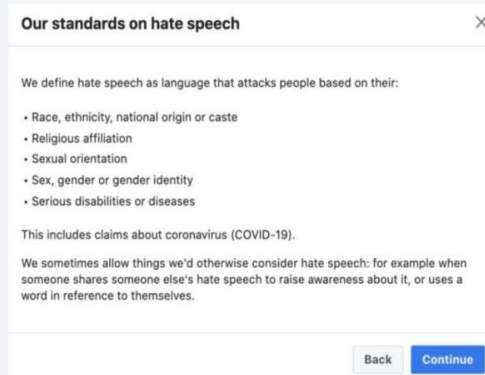 Our standards on hate speech
We define hate speech as language that attacks people based on their:
• Race, ethnicity, national origin or caste
• Religious affiliation
• Sexual orientation
• Sex, gender or gender identity
• Serious disabilities or diseases
This includes claims about coronavirus (COVID-19).
We sometimes allow things we'd otherwise consider hate speech: for example when
someone shares someone else's hate speech to raise awareness about it, or uses a
word in reference to themselves.
Back Continue